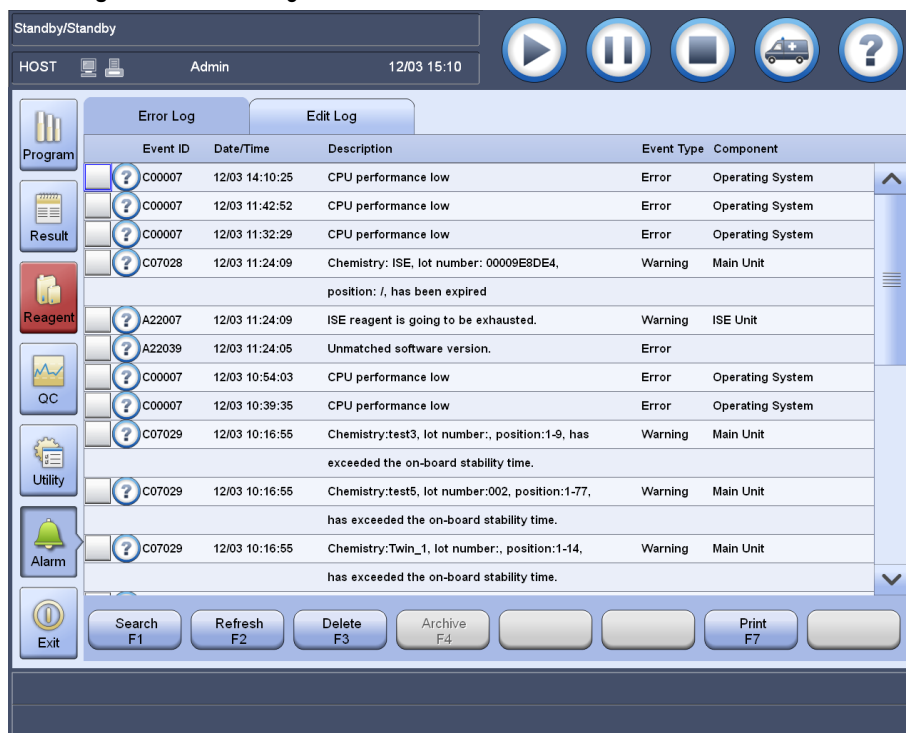 Standby/Standby
HOST Admin 12/03 15:10
Program
Result
Reagent
QC
Utility
Alarm
Exit
Error Log Edit Log
Event ID Date/Time Description Event Type Component
C00007 12/03 14:10:25 CPU performance low Error Operating System
C00007 12/03 11:42:52 CPU performance low Error Operating System
C00007 12/03 11:32:29 CPU performance low Error Operating System
C07028 12/03 11:24:09 Chemistry: ISE, lot number: 00009E8DE4, Warning Main Unit
position: /, has been expired
A22007 12/03 11:24:09 ISE reagent is going to be exhausted. Warning ISE Unit
A22039 12/03 11:24:05 Unmatched software version. Error
C00007 12/03 10:54:03 CPU performance low Error Operating System
C00007 12/03 10:39:35 CPU performance low Error Operating System
C07029 12/03 10:16:55 Chemistry:test3, lot number:, position:1-9, has Warning Main Unit
exceeded the on-board stability time.
C07029 12/03 10:16:55 Chemistry:test5, lot number:002, position:1-77, Warning Main Unit
has exceeded the on-board stability time.
C07029 12/03 10:16:55 Chemistry:Twin_1, lot number:, position:1-14, Warning Main Unit
has exceeded the on-board stability time.
Search Refresh Delete Archive Print
F1 F2 F3 F4 F7